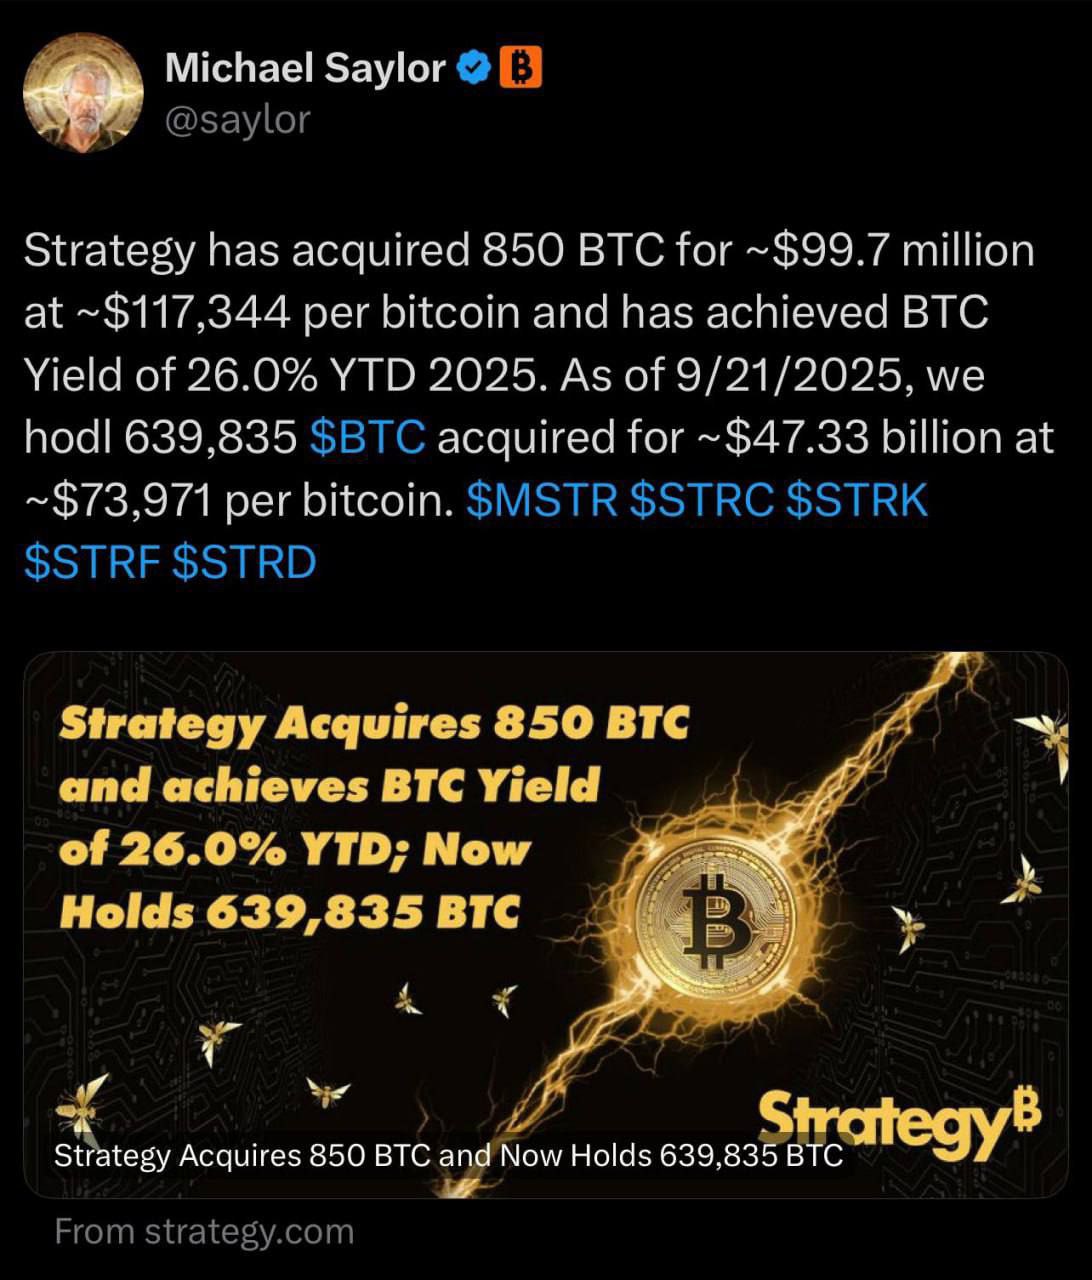 Michael Saylor
@saylor
Strategy has acquired 850 BTC for ~$99.7 million
at ~$117,344 per bitcoin and has achieved BTC
Yield of 26.0% YTD 2025. As of 9/21/2025, we
hodl 639,835 $BTC acquired for ~$47.33 billion at
~$73,971 per bitcoin. $MSTR $STRC $STRK
$STRF $STRD
Strategy Acquires 850 BTC
and achieves BTC Yield
of 26.0% YTD; Now
Holds 639,835 BTC
Strategy₿
Strategy Acquires 850 BTC and Now Holds 639,835 BTC
From strategy.com